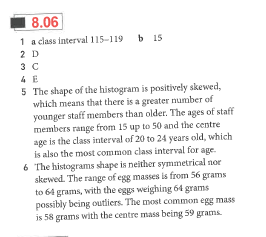 8.06
1 a class interval 115–119 b 15
2 D
3 C
4 E
5 The shape of the histogram is positively skewed,
which means that there is a greater number of
younger staff members than older. The ages of staff
members range from 15 up to 50 and the centre
age is the class interval of 20 to 24 years old, which
is also the most common class interval for age.
6 The histograms shape is neither symmetrical nor
skewed. The range of egg masses is from 56 grams
to 64 grams, with the eggs weighing 64 grams
possibly being outliers. The most common egg mass
is 58 grams with the centre mass being 59 grams.